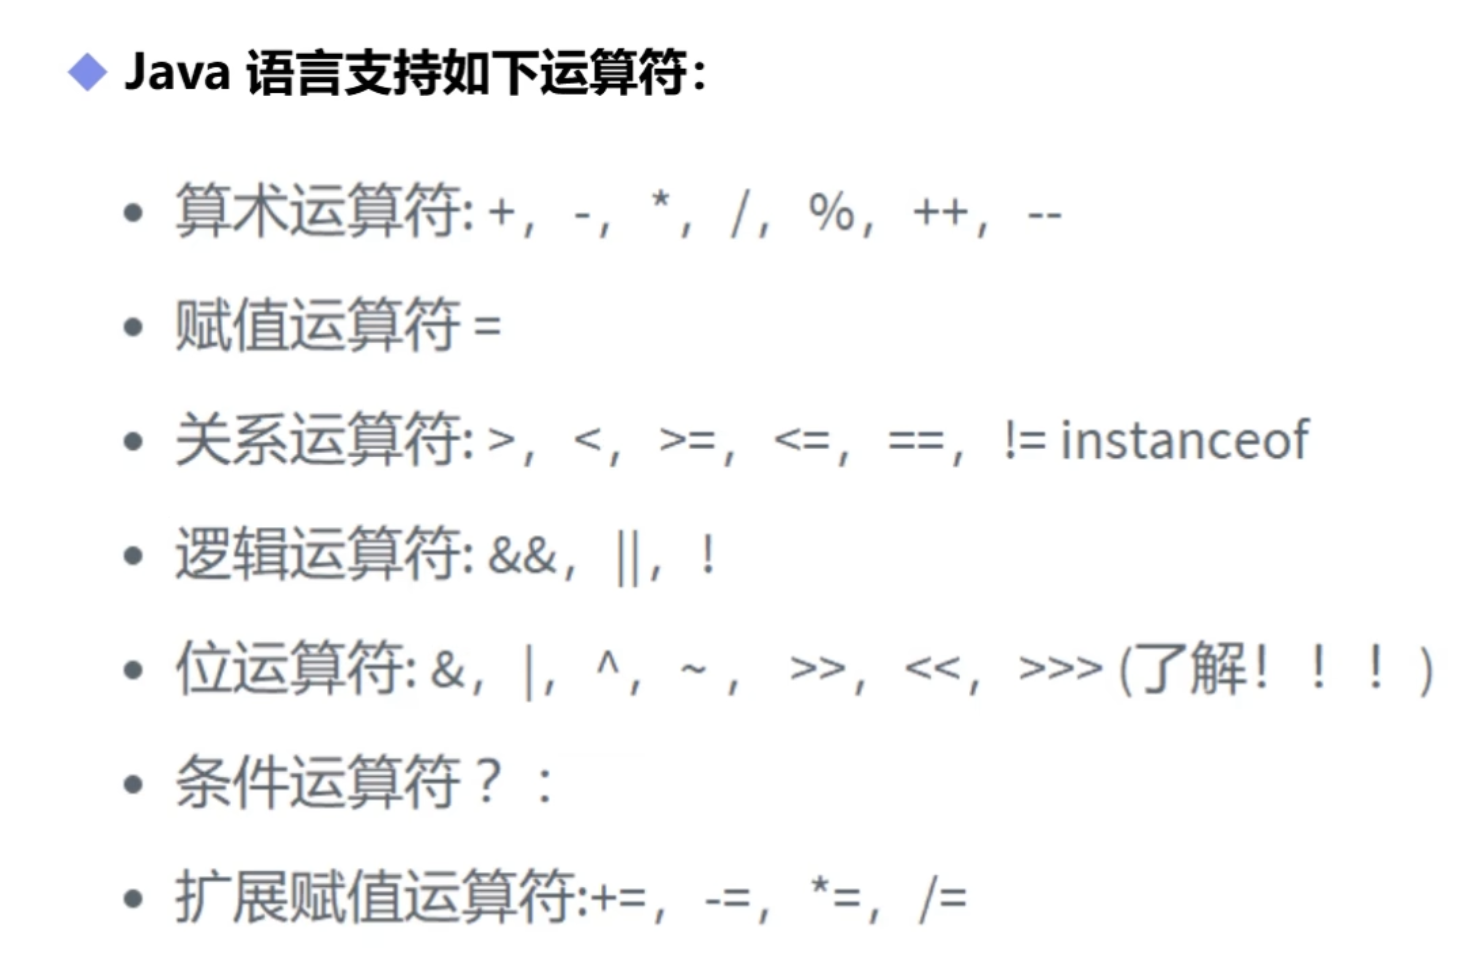 Java 语言支持如下运算符:
算术运算符: +, -, *, /, %, ++, --
赋值运算符 =
关系运算符: >, <, >=, <=, ==, != instanceof
逻辑运算符: &&, ||, !
位运算符: &, |, ^, ~ , >>, <<, >>> (了解! ! ! )
条件运算符 ? :
扩展赋值运算符:+=, -=, *=, /=